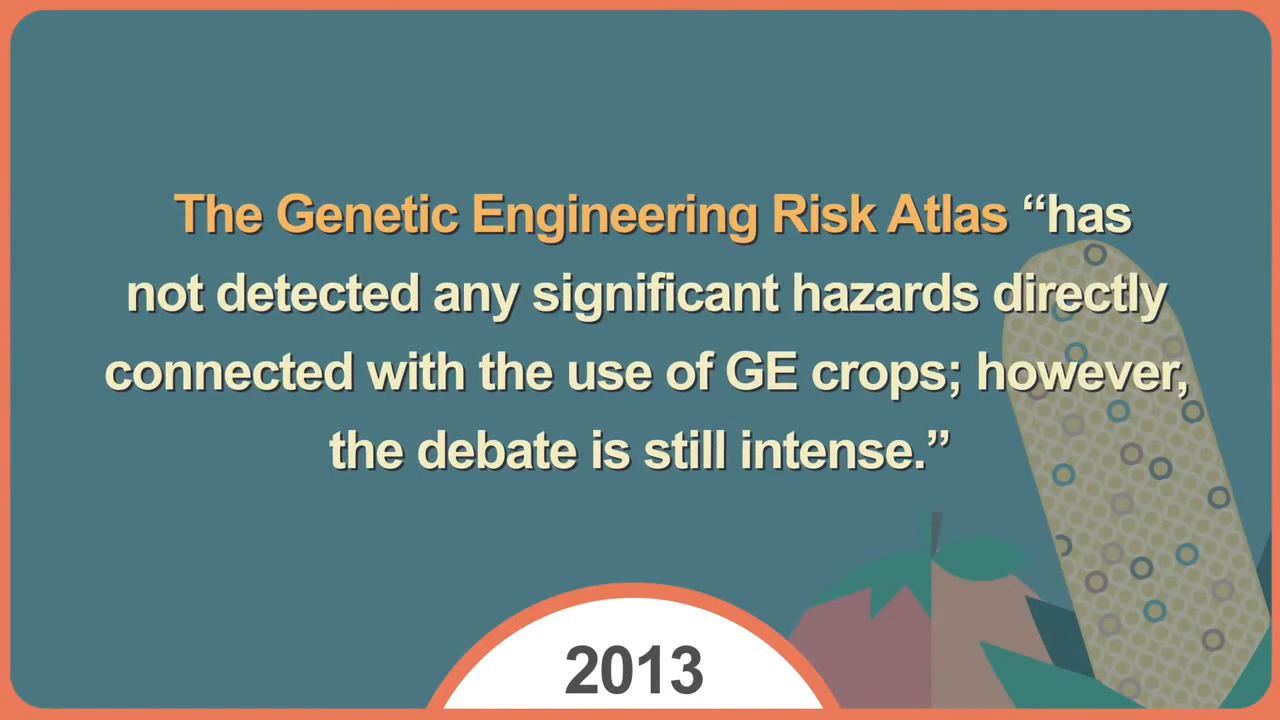 The Genetic Engineering Risk Atlas “has
not detected any significant hazards directly
connected with the use of GE crops; however,
the debate is still intense.”
2013